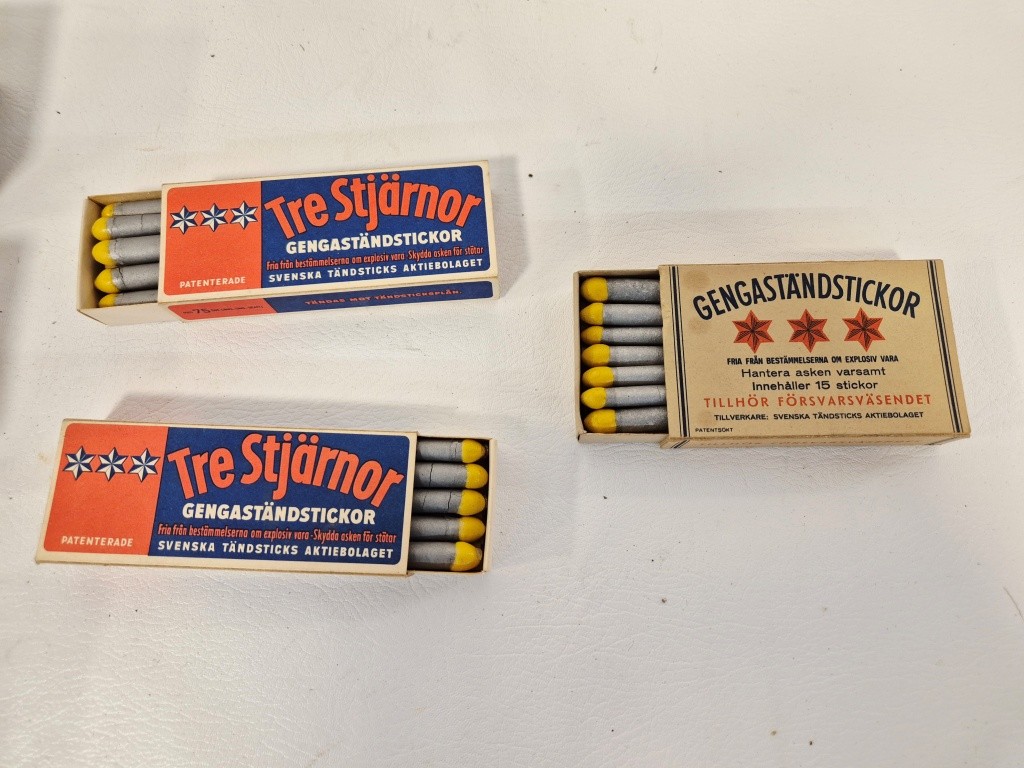 Tre Stjärnor
GENGASTÄNDSTICKOR
Fria från bestämmelserna om explosiv vara - Skydda asken för stötar
SVENSKA TÄNDSTICKS AKTIEBOLAGET
PATENTERADE
75
TÄNDAS MOT TÄNDSTICKSPLÅN.
GENGASTÄNDSTICKOR
FRIA FRÅN BESTÄMMELSERNA OM EXPLOSIV VARA
Hantera asken varsamt
Innehåller 15 stickor
TILLHÖR FÖRSVARSVÄSENDET
TILLVERKARE: SVENSKA TÄNDSTICKS AKTIEBOLAGET
PATENTSÖKT
Tre Stjärnor
GENGASTÄNDSTICKOR
Fria från bestämmelserna om explosiv vara - Skydda asken för stötar
SVENSKA TÄNDSTICKS AKTIEBOLAGET
PATENTERADE